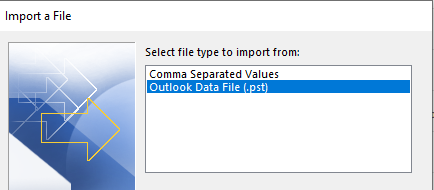 Import a File
Select file type to import from:
Comma Separated Values
Outlook Data File (.pst)